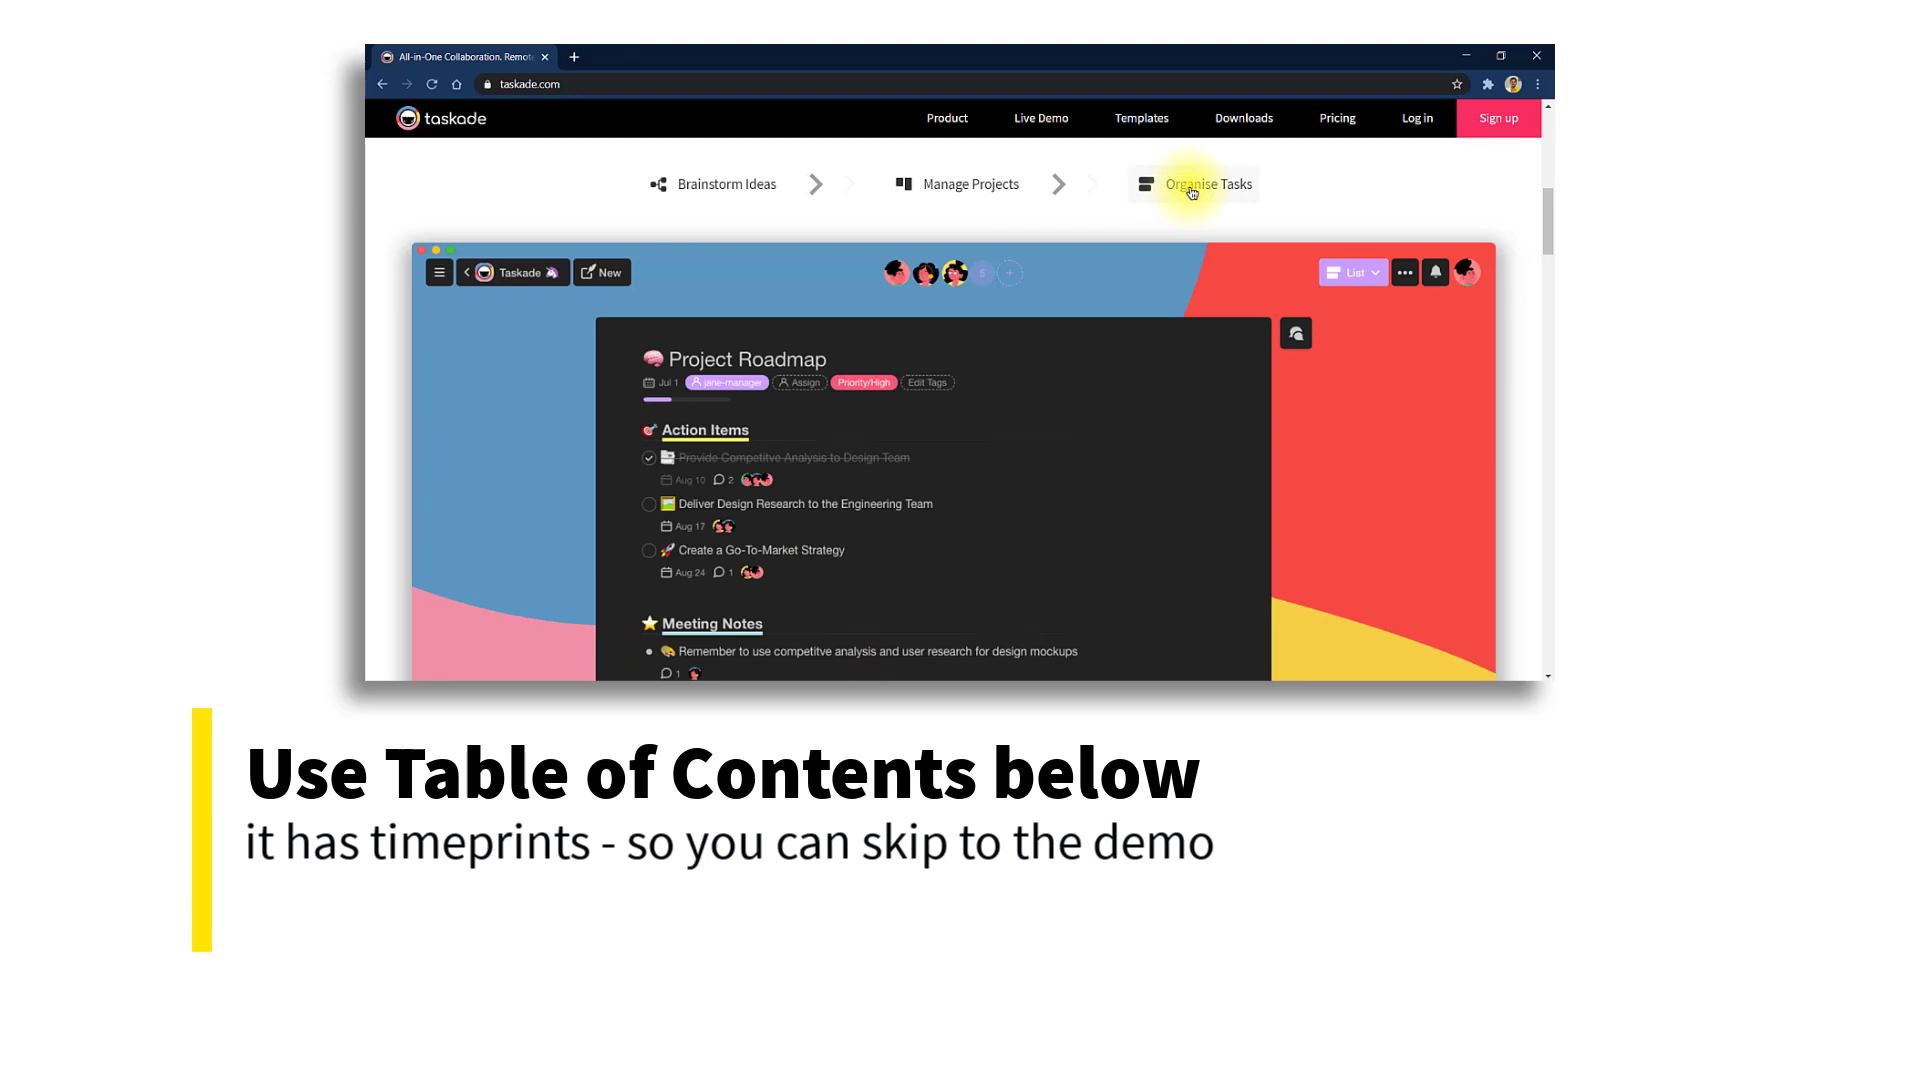 All-in-One Collaboration. Remot
taskade.com
taskade
Product Live Demo Templates Downloads Pricing Log in Sign up
Brainstorm Ideas Manage Projects Organise Tasks
Taskade New 5 List
Project Roadmap
Jul 1 jane-manager Assign Priority/High Edit Tags
Action Items
Provide Competitve Analysis to Design Team
Aug 10 2
Deliver Design Research to the Engineering Team
Aug 17
Create a Go-To-Market Strategy
Aug 24 1
Meeting Notes
Remember to use competitve analysis and user research for design mockups
1
Use Table of Contents below
it has timeprints - so you can skip to the demo